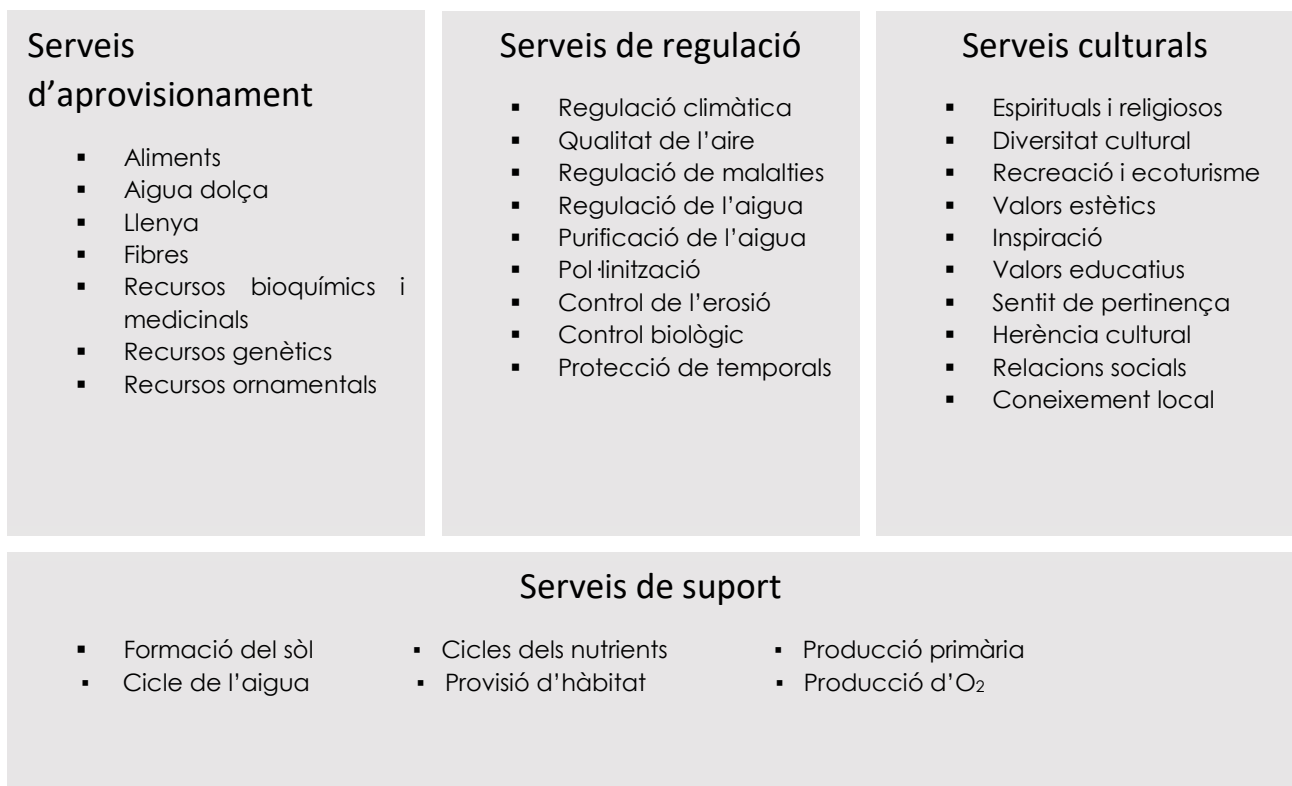 Serveis
d’aprovisionament
▪ Aliments
▪ Aigua dolça
▪ Llenya
▪ Fibres
▪ Recursos bioquímics i
medicinals
▪ Recursos genètics
▪ Recursos ornamentals
Serveis de regulació
▪ Regulació climàtica
▪ Qualitat de l’aire
▪ Regulació de malalties
▪ Regulació de l’aigua
▪ Purificació de l’aigua
▪ Pol·linització
▪ Control de l’erosió
▪ Control biològic
▪ Protecció de temporals
Serveis culturals
▪ Espirituals i religiosos
▪ Diversitat cultural
▪ Recreació i ecoturisme
▪ Valors estètics
▪ Inspiració
▪ Valors educatius
▪ Sentit de pertinença
▪ Herència cultural
▪ Relacions socials
▪ Coneixement local
Serveis de suport
▪ Formació del sòl ▪ Cicles dels nutrients ▪ Producció primària
▪ Cicle de l’aigua ▪ Provisió d’hàbitat ▪ Producció d’O₂